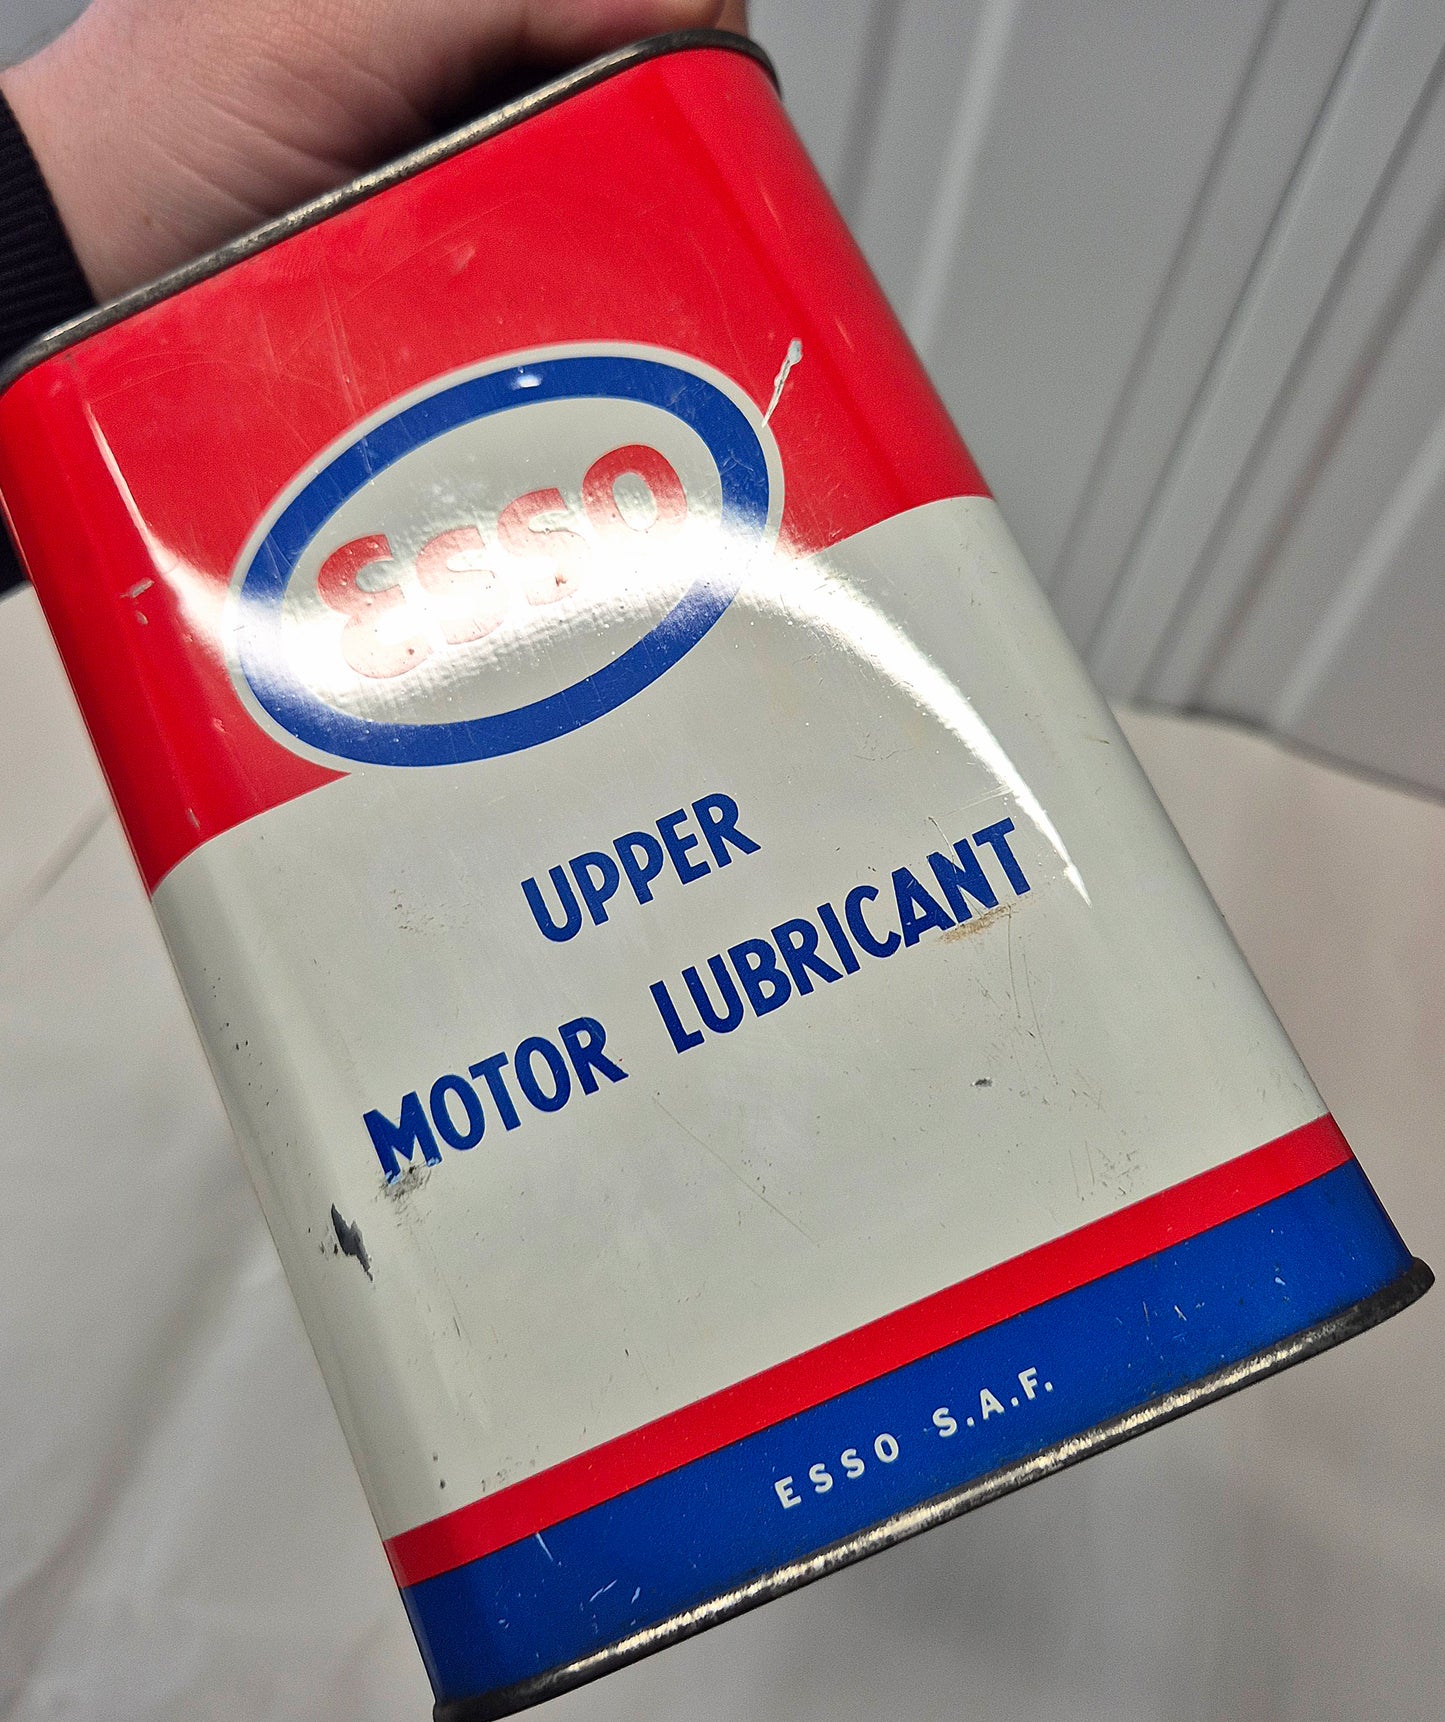 Esso
UPPER
MOTOR LUBRICANT
ESSO S.A.F.